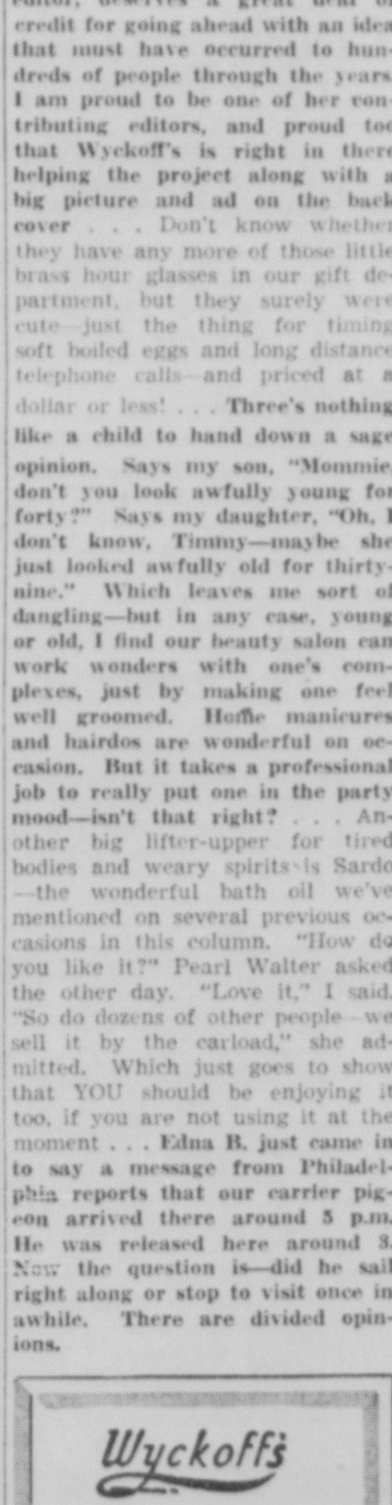 editor, deserves a great deal of
credit for going ahead with an idea
that must have occurred to hun-
dreds of people through the years.
I am proud to be one of her con-
tributing editors, and proud too
that Wyckoff's is right in there
helping the project along with a
big picture and ad on the back
cover . . . Don't know whether
they have any more of those little
brass hour glasses in our gift de-
partment, but they surely were
cute—just the thing for timing
soft boiled eggs and long distance
telephone calls—and priced at a
dollar or less! . . . Three's nothing
like a child to hand down a sage
opinion. Says my son, "Mommie,
don't you look awfully young for
forty?" Says my daughter, "Oh, I
don't know, Timmy—maybe she
just looked awfully old for thirty-
nine." Which leaves me sort of
dangling—but in any case, young
or old, I find our beauty salon can
work wonders with one's com-
plexes, just by making one feel
well groomed. Home manicures
and hairdos are wonderful on oc-
casion. But it takes a professional
job to really put one in the party
mood—isn't that right? . . . An-
other big lifter-upper for tired
bodies and weary spirits is Sardo
—the wonderful bath oil we've
mentioned on several previous oc-
casions in this column. "How do
you like it?" Pearl Walter asked
the other day. "Love it," I said.
"So do dozens of other people—we
sell it by the carload," she ad-
mitted. Which just goes to show
that YOU should be enjoying it
too, if you are not using it at the
moment . . . Edna B. just came in
to say a message from Philadel-
phia reports that our carrier pig-
eon arrived there around 5 p.m.
He was released here around 3.
Now the question is—did he sail
right along or stop to visit once in
awhile. There are divided opin-
ions.
Wyckoff's